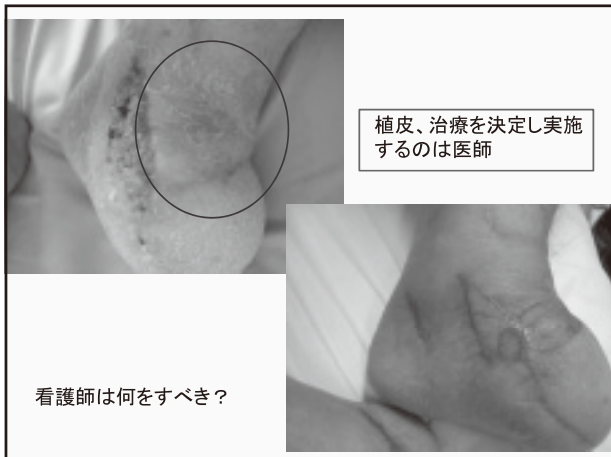 植皮、治療を決定し実施
するのは医師
看護師は何をすべき？